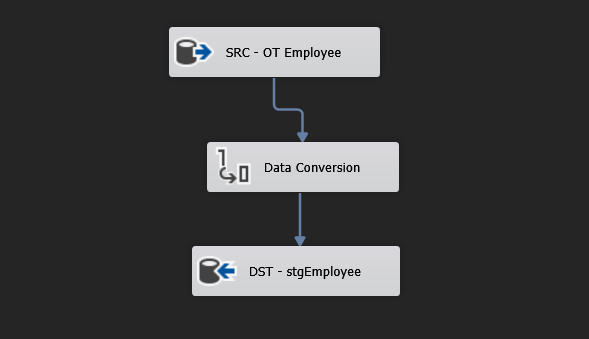 SRC - OT Employee
Data Conversion
DST - stgEmployee